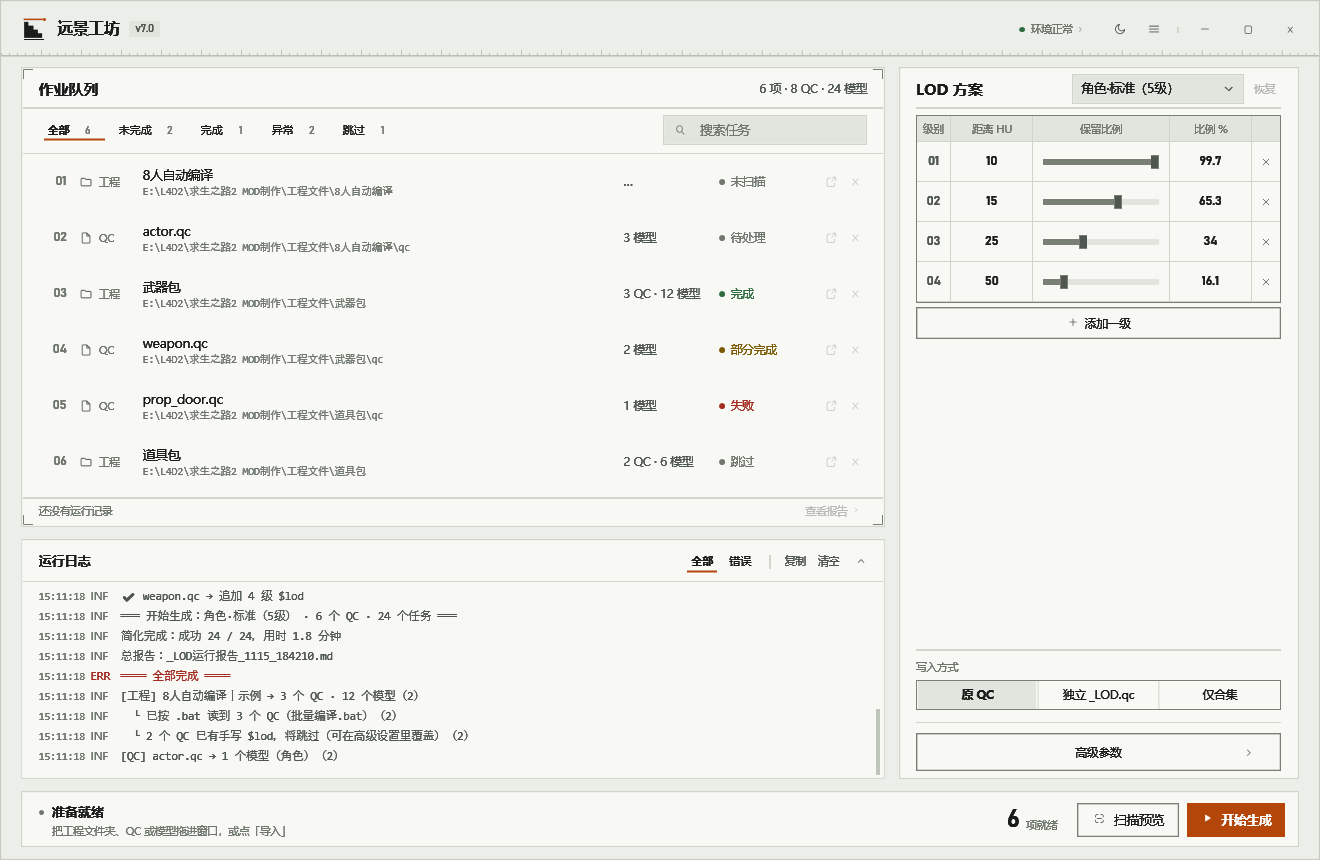 远景工坊 v7.0
环境正常
作业队列
6 项 · 8 QC · 24 模型
全部 6 未完成 2 完成 1 异常 2 跳过 1
搜索任务
01 工程 8人自动编译 ... 未扫描
E:\L4D2\求生之路2 MOD制作\工程文件\8人自动编译
02 QC actor.qc 3 模型 待处理
E:\L4D2\求生之路2 MOD制作\工程文件\8人自动编译\qc
03 工程 武器包 3 QC · 12 模型 完成
E:\L4D2\求生之路2 MOD制作\工程文件\武器包
04 QC weapon.qc 2 模型 部分完成
E:\L4D2\求生之路2 MOD制作\工程文件\武器包\qc
05 QC prop_door.qc 1 模型 失败
E:\L4D2\求生之路2 MOD制作\工程文件\道具包\qc
06 工程 道具包 2 QC · 6 模型 跳过
E:\L4D2\求生之路2 MOD制作\工程文件\道具包
还没有运行记录 查看报告
运行日志
全部 错误 复制 清空
15:11:18 INF ✔ weapon.qc → 追加 4 级 $lod
15:11:18 INF ═══ 开始生成：角色·标准（5级） · 6 个 QC · 24 个任务 ═══
15:11:18 INF 简化完成：成功 24 / 24，用时 1.8 分钟
15:11:18 INF 总报告：_LOD运行报告_1115_184210.md
15:11:18 ERR ════ 全部完成 ════
15:11:18 INF [工程] 8人自动编译｜示例 → 3 个 QC · 12 个模型（2）
15:11:18 INF └ 已按 .bat 读到 3 个 QC（批量编译.bat）（2）
15:11:18 INF └ 2 个 QC 已有手写 $lod，将跳过（可在高级设置里覆盖）（2）
15:11:18 INF [QC] actor.qc → 1 个模型（角色）（2）
LOD 方案
角色·标准（5级）
恢复
级别 距离 HU 保留比例 比例 %
01 10 99.7
02 15 65.3
03 25 34
04 50 16.1
+ 添加一级
写入方式
原 QC 独立 _LOD.qc 仅合集
高级参数
准备就绪
把工程文件夹、QC 或模型拖进窗口，或点「导入」
6 项就绪
扫描预览
开始生成